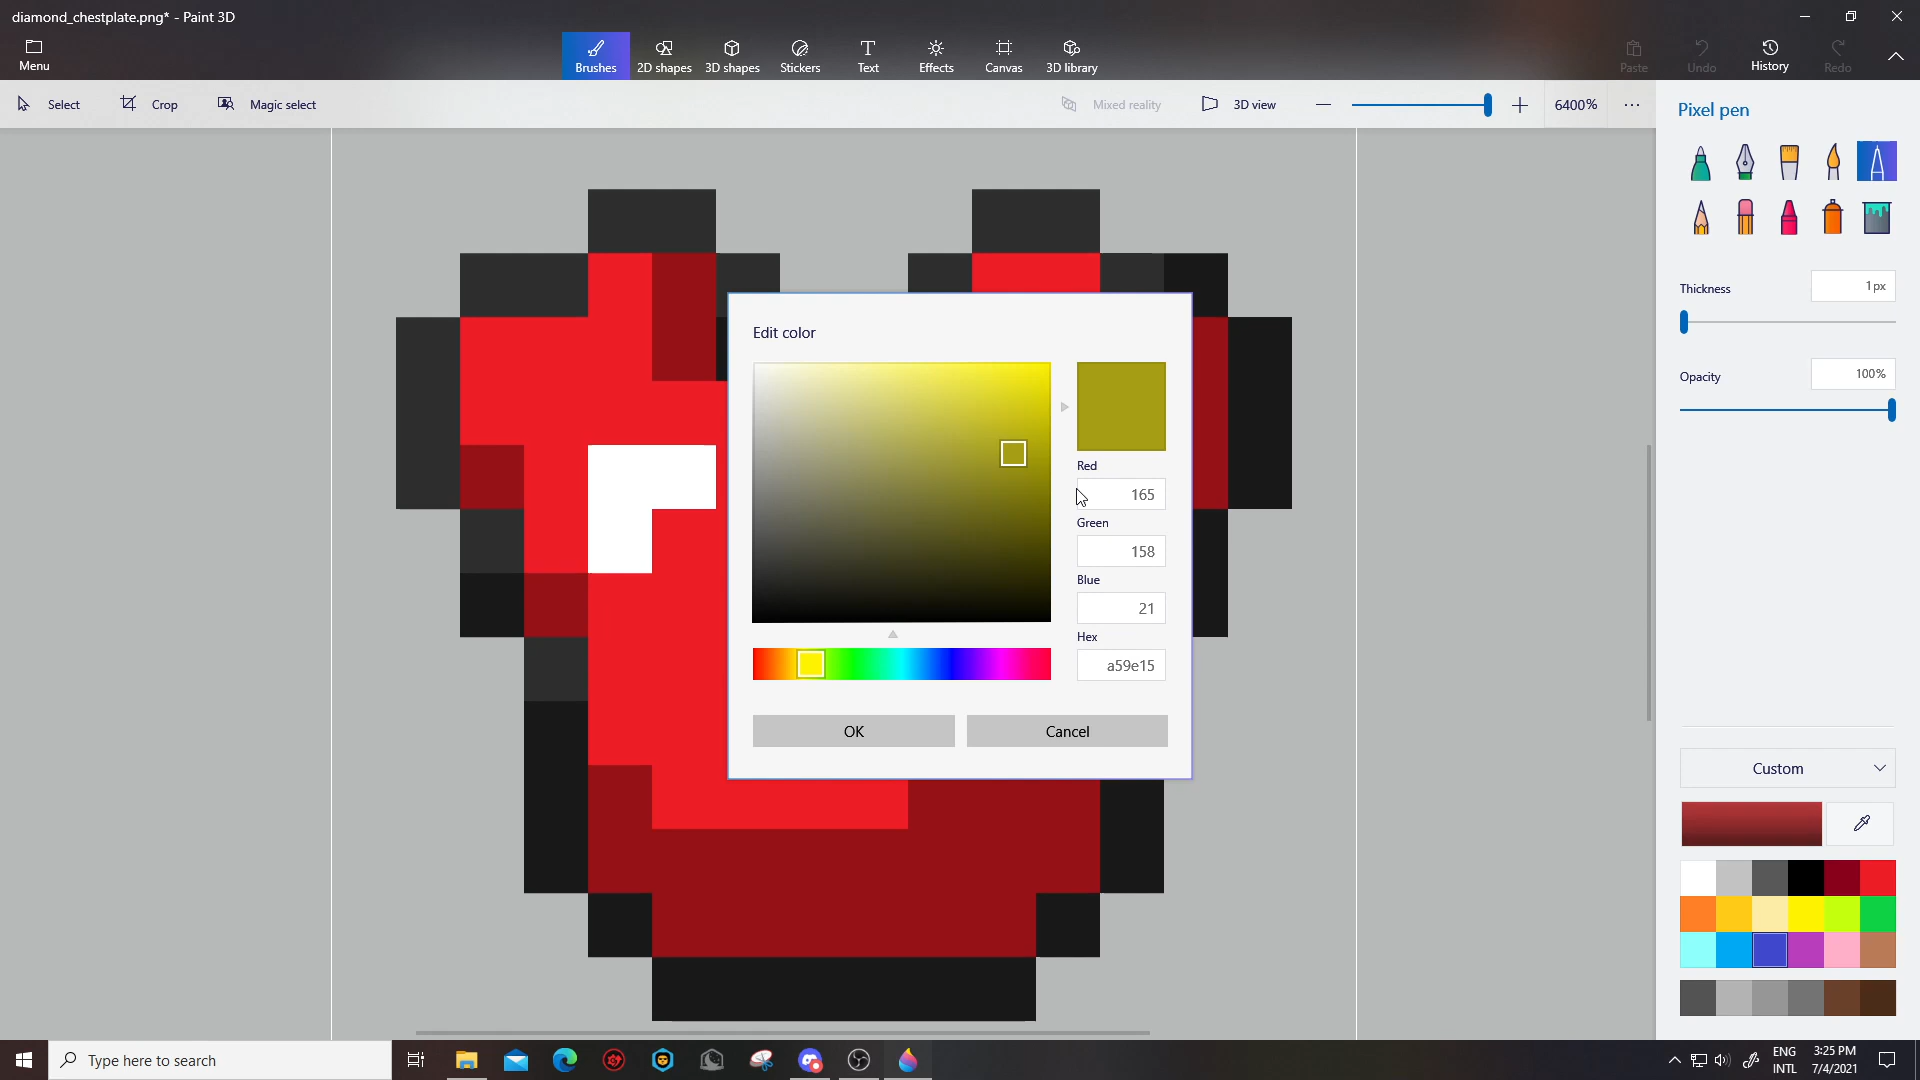 diamond_chestplate.png* - Paint 3D
Menu
Brushes
2D shapes
3D shapes
Stickers
Text
Effects
Canvas
3D library
Paste
Undo
History
Redo
Select
Crop
Magic select
Mixed reality
3D view
6400%
Pixel pen
Thickness
1px
Opacity
100%
Edit color
Red
165
Green
158
Blue
21
Hex
a59e15
OK
Cancel
Custom
Type here to search
ENG
INTL
3:25 PM
7/4/2021